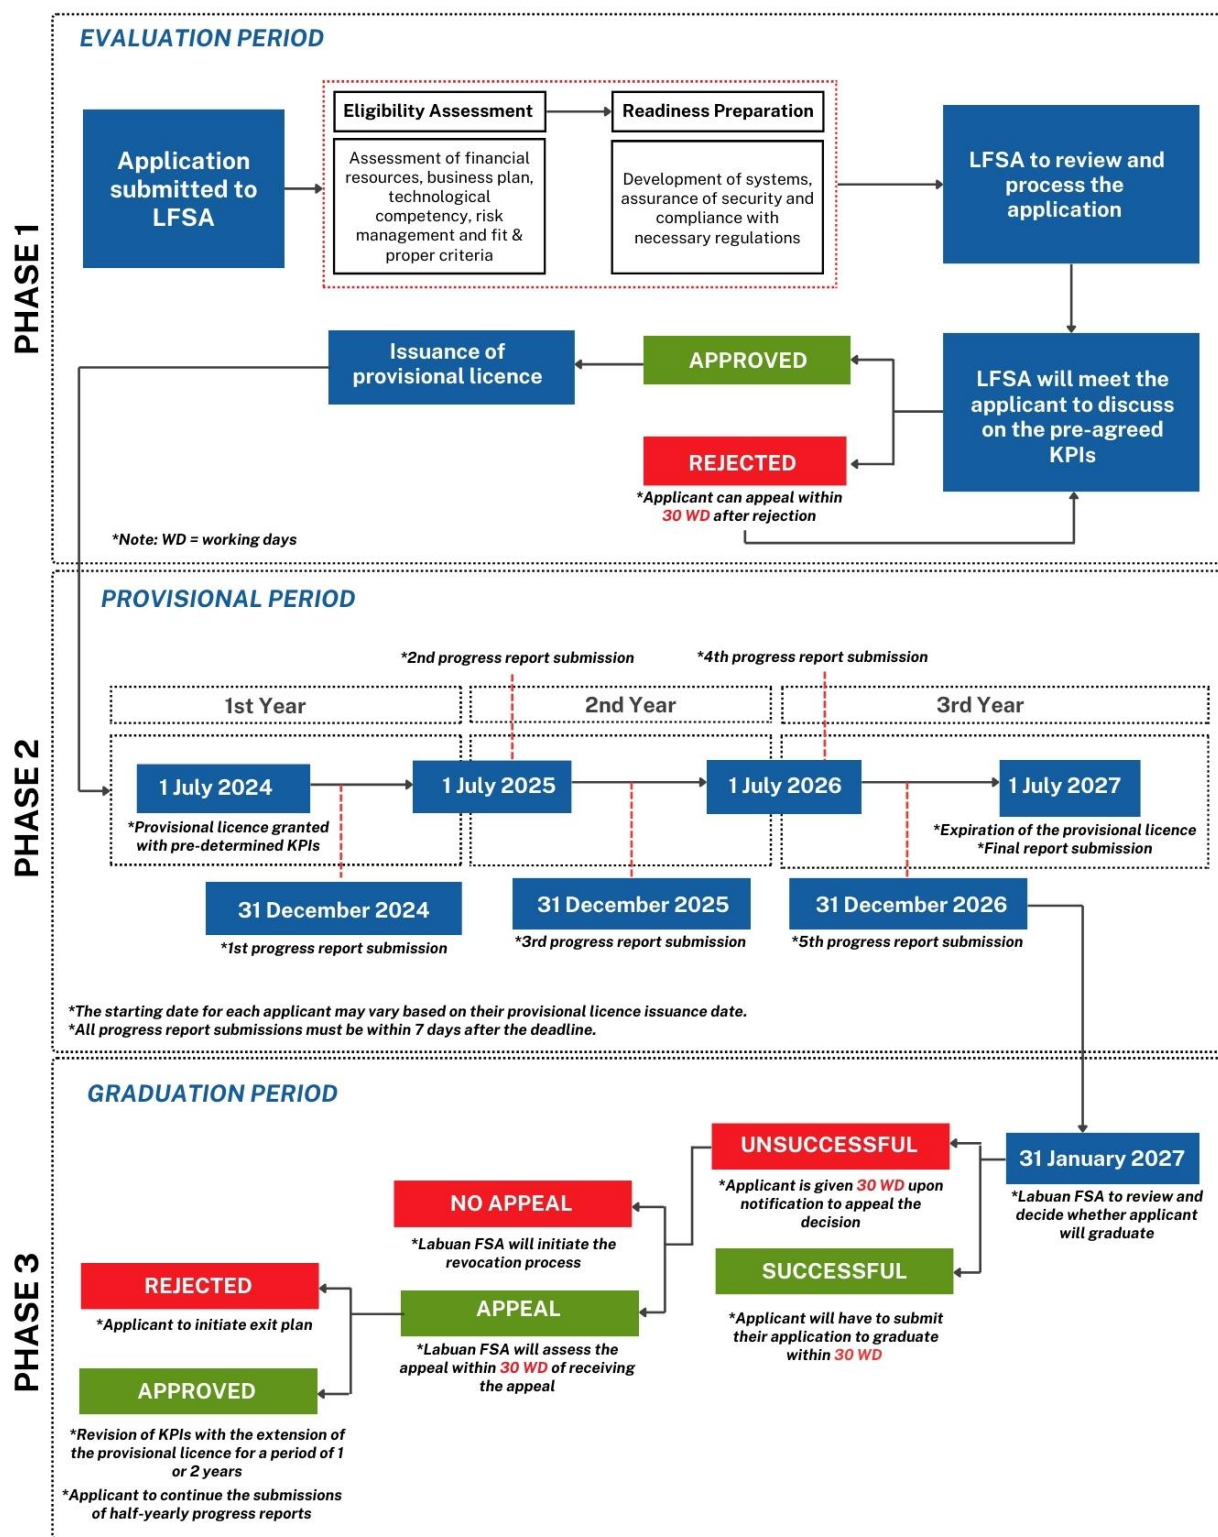 PHASE 1
EVALUATION PERIOD
Application
submitted to
LFSA
Eligibility Assessment
Assessment of financial
resources, business plan,
technological
competency, risk
management and fit &
proper criteria
Readiness Preparation
Development of systems,
assurance of security and
compliance with
necessary regulations
LFSA to review and
process the
application
LFSA will meet the
applicant to discuss
on the pre-agreed
KPIs
APPROVED
Issuance of
provisional licence
REJECTED
*Applicant can appeal within
30 WD after rejection
*Note: WD = working days
PHASE 2
PROVISIONAL PERIOD
*2nd progress report submission
*4th progress report submission
1st Year
2nd Year
3rd Year
1 July 2024
*Provisional licence granted
with pre-determined KPIs
1 July 2025
1 July 2026
1 July 2027
*Expiration of the provisional licence
*Final report submission
31 December 2024
*1st progress report submission
31 December 2025
*3rd progress report submission
31 December 2026
*5th progress report submission
*The starting date for each applicant may vary based on their provisional licence issuance date.
*All progress report submissions must be within 7 days after the deadline.
PHASE 3
GRADUATION PERIOD
31 January 2027
*Labuan FSA to review and
decide whether applicant
will graduate
UNSUCCESSFUL
*Applicant is given 30 WD upon
notification to appeal the
decision
SUCCESSFUL
*Applicant will have to submit
their application to graduate
within 30 WD
NO APPEAL
*Labuan FSA will initiate the
revocation process
APPEAL
*Labuan FSA will assess the
appeal within 30 WD of receiving
the appeal
REJECTED
*Applicant to initiate exit plan
APPROVED
*Revision of KPIs with the extension of
the provisional licence for a period of 1
or 2 years
*Applicant to continue the submissions
of half-yearly progress reports